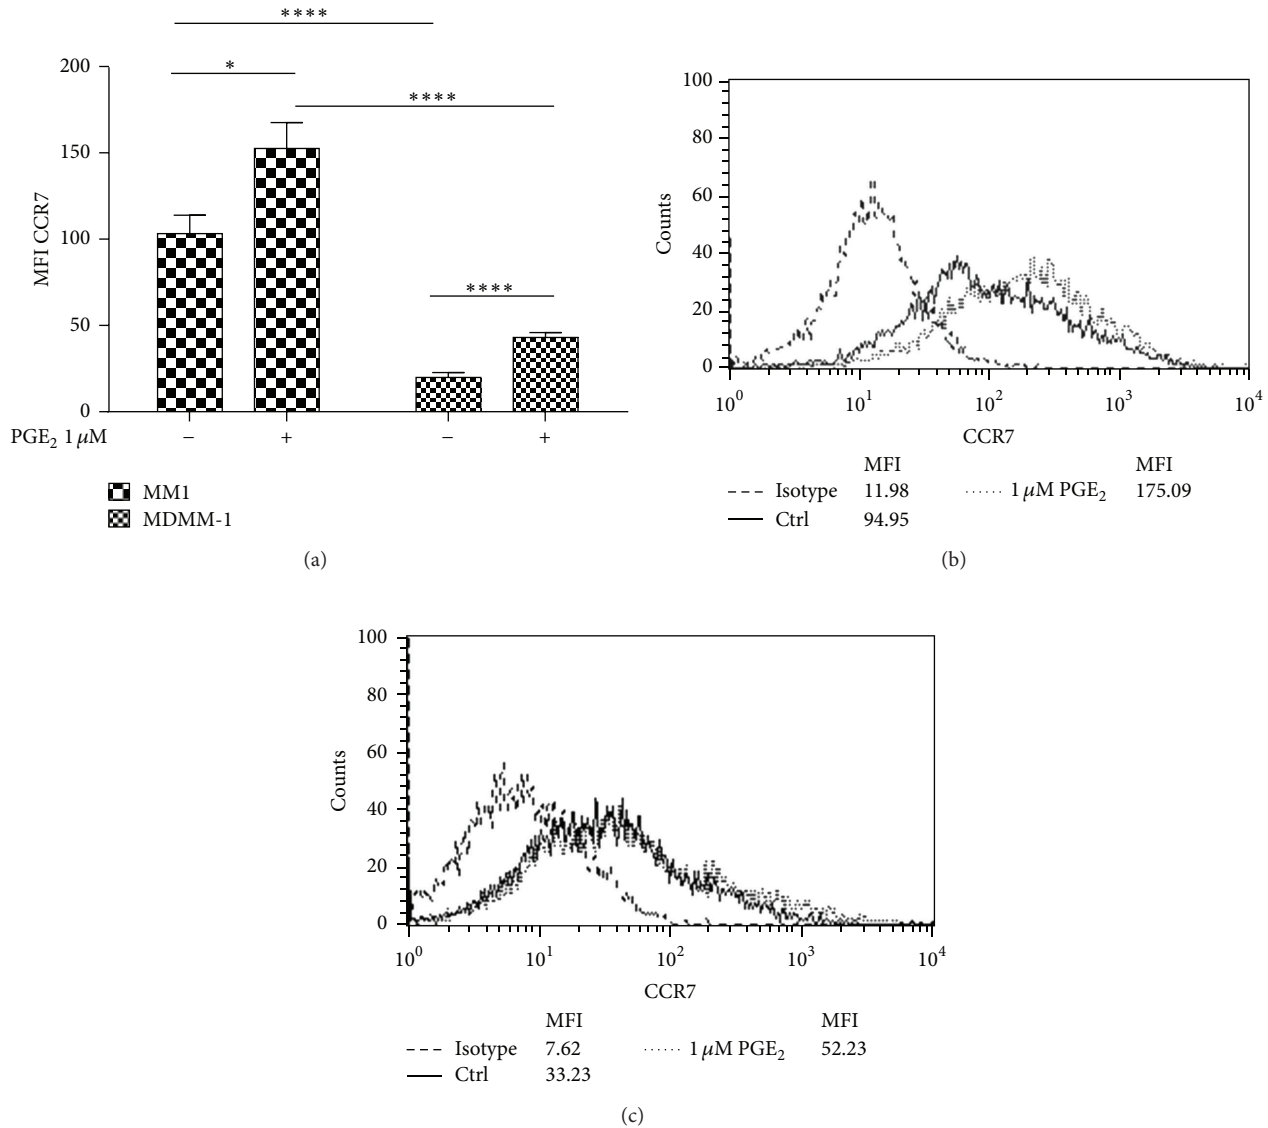 ****
*
****
****
200
150
100
50
0
MFI CCR7
PGE₂ 1 μM − + − +
MM1
MDMM-1
(a)
100
80
60
40
20
0
Counts
10⁰ 10¹ 10² 10³ 10⁴
CCR7
MFI MFI
Isotype 11.98 1 μM PGE₂ 175.09
Ctrl 94.95
(b)
100
80
60
40
20
0
Counts
10⁰ 10¹ 10² 10³ 10⁴
CCR7
MFI MFI
Isotype 7.62 1 μM PGE₂ 52.23
Ctrl 33.23
(c)